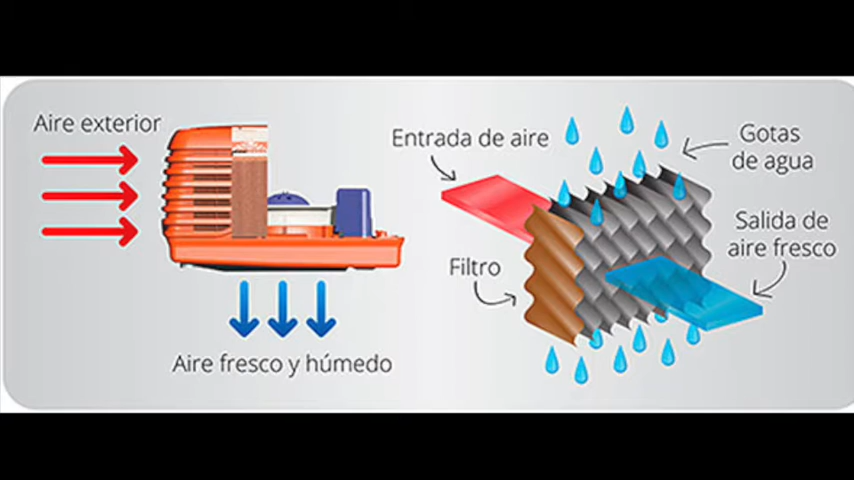 Aire exterior
Aire fresco y húmedo
Entrada de aire
Filtro
Gotas
de agua
Salida de
aire fresco